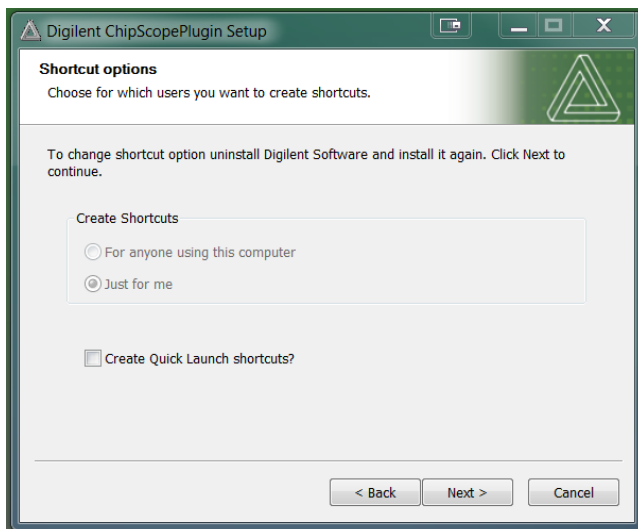 Digilent ChipScopePlugin Setup
Shortcut options
Choose for which users you want to create shortcuts.
To change shortcut option uninstall Digilent Software and install it again. Click Next to
continue.
Create Shortcuts
For anyone using this computer
Just for me
Create Quick Launch shortcuts?
< Back
Next >
Cancel